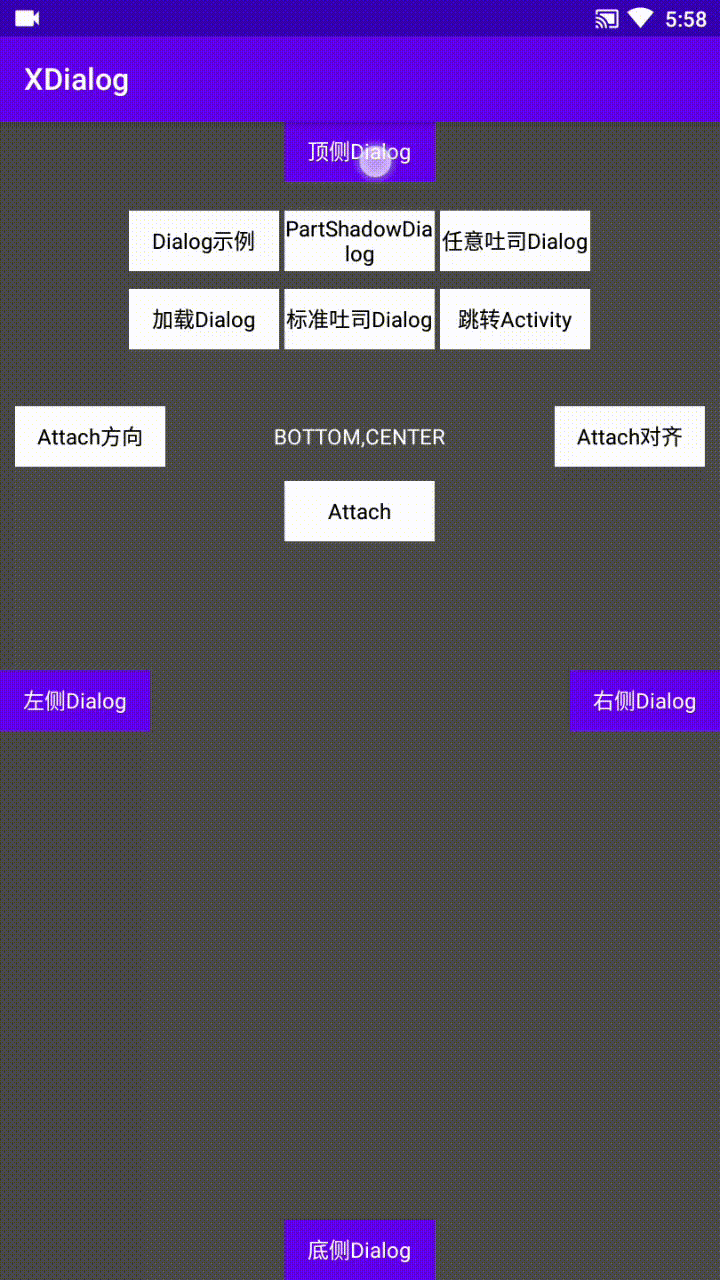 5:58
XDialog
顶侧Dialog
Dialog示例
PartShadowDia
log
任意吐司Dialog
加载Dialog
标准吐司Dialog
跳转Activity
Attach方向
BOTTOM,CENTER
Attach对齐
Attach
左侧Dialog
右侧Dialog
底侧Dialog